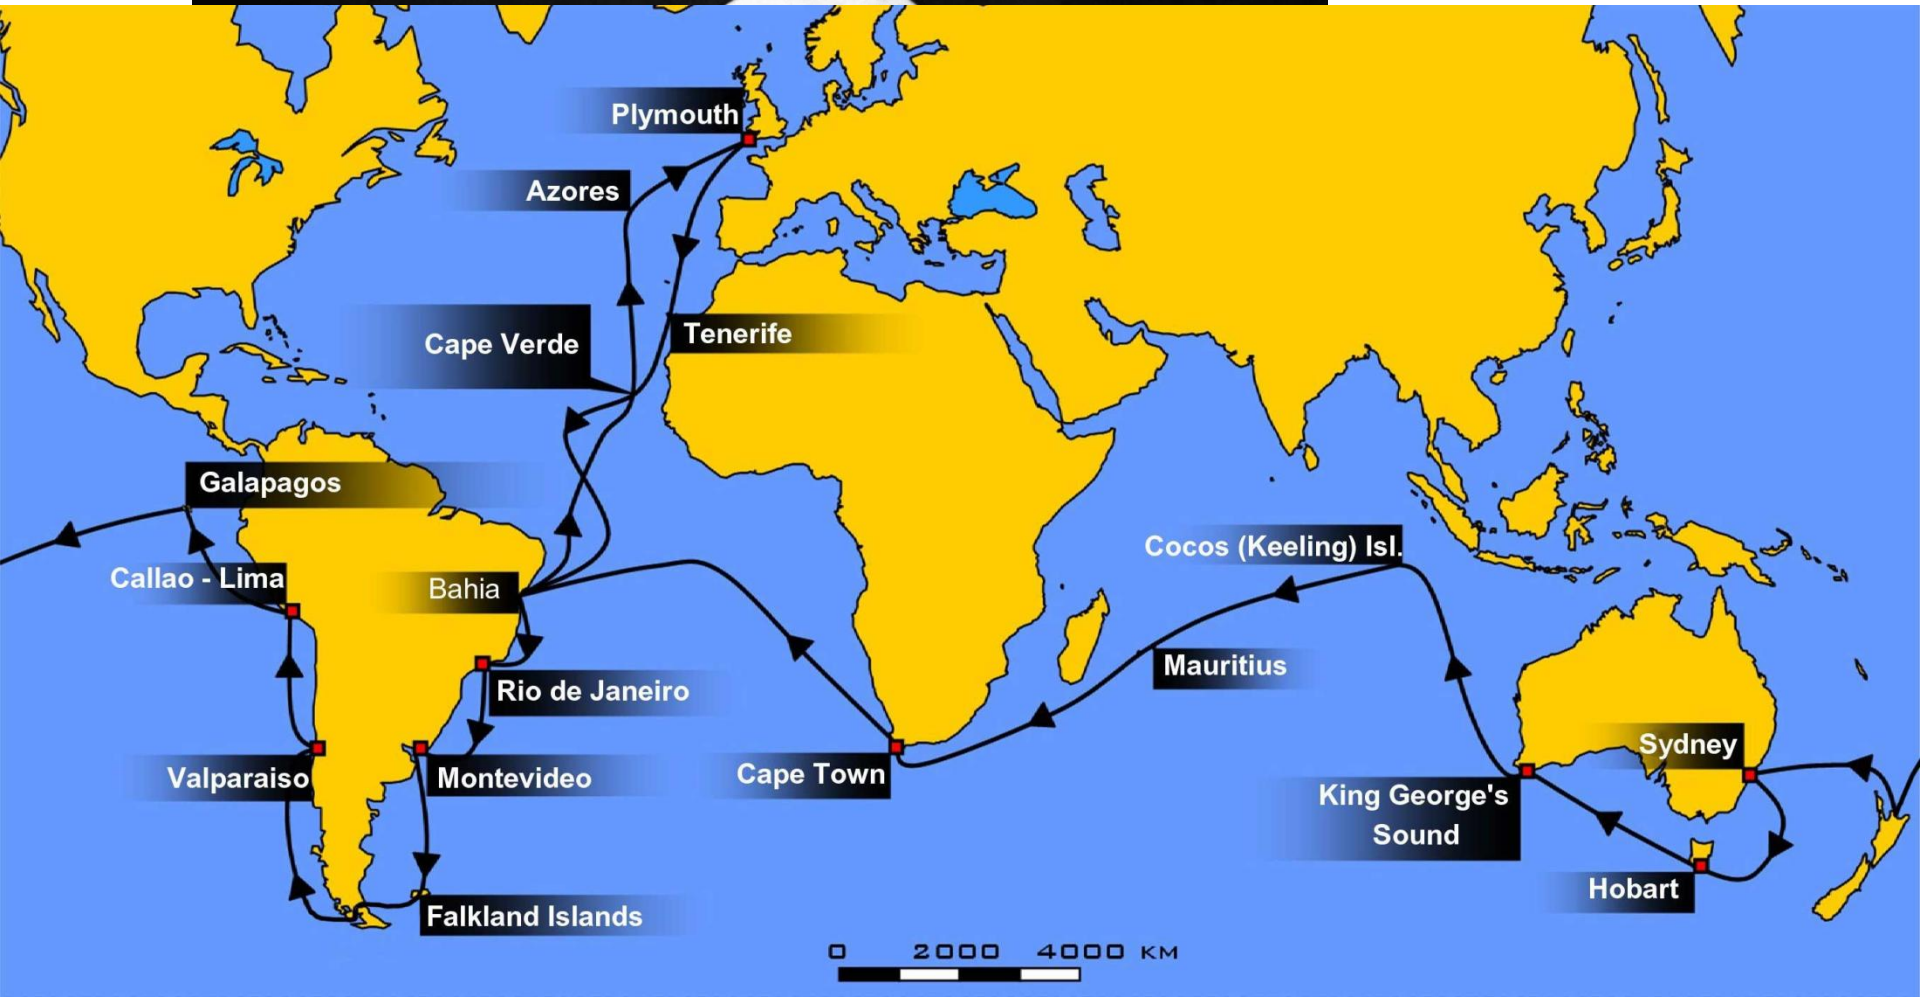 Plymouth
Azores
Cape Verde
Tenerife
Galapagos
Cocos (Keeling) Isl.
Callao - Lima
Bahia
Mauritius
Rio de Janeiro
Sydney
Valparaiso
Montevideo
Cape Town
King George's
Sound
Hobart
Falkland Islands
0 2000 4000 KM